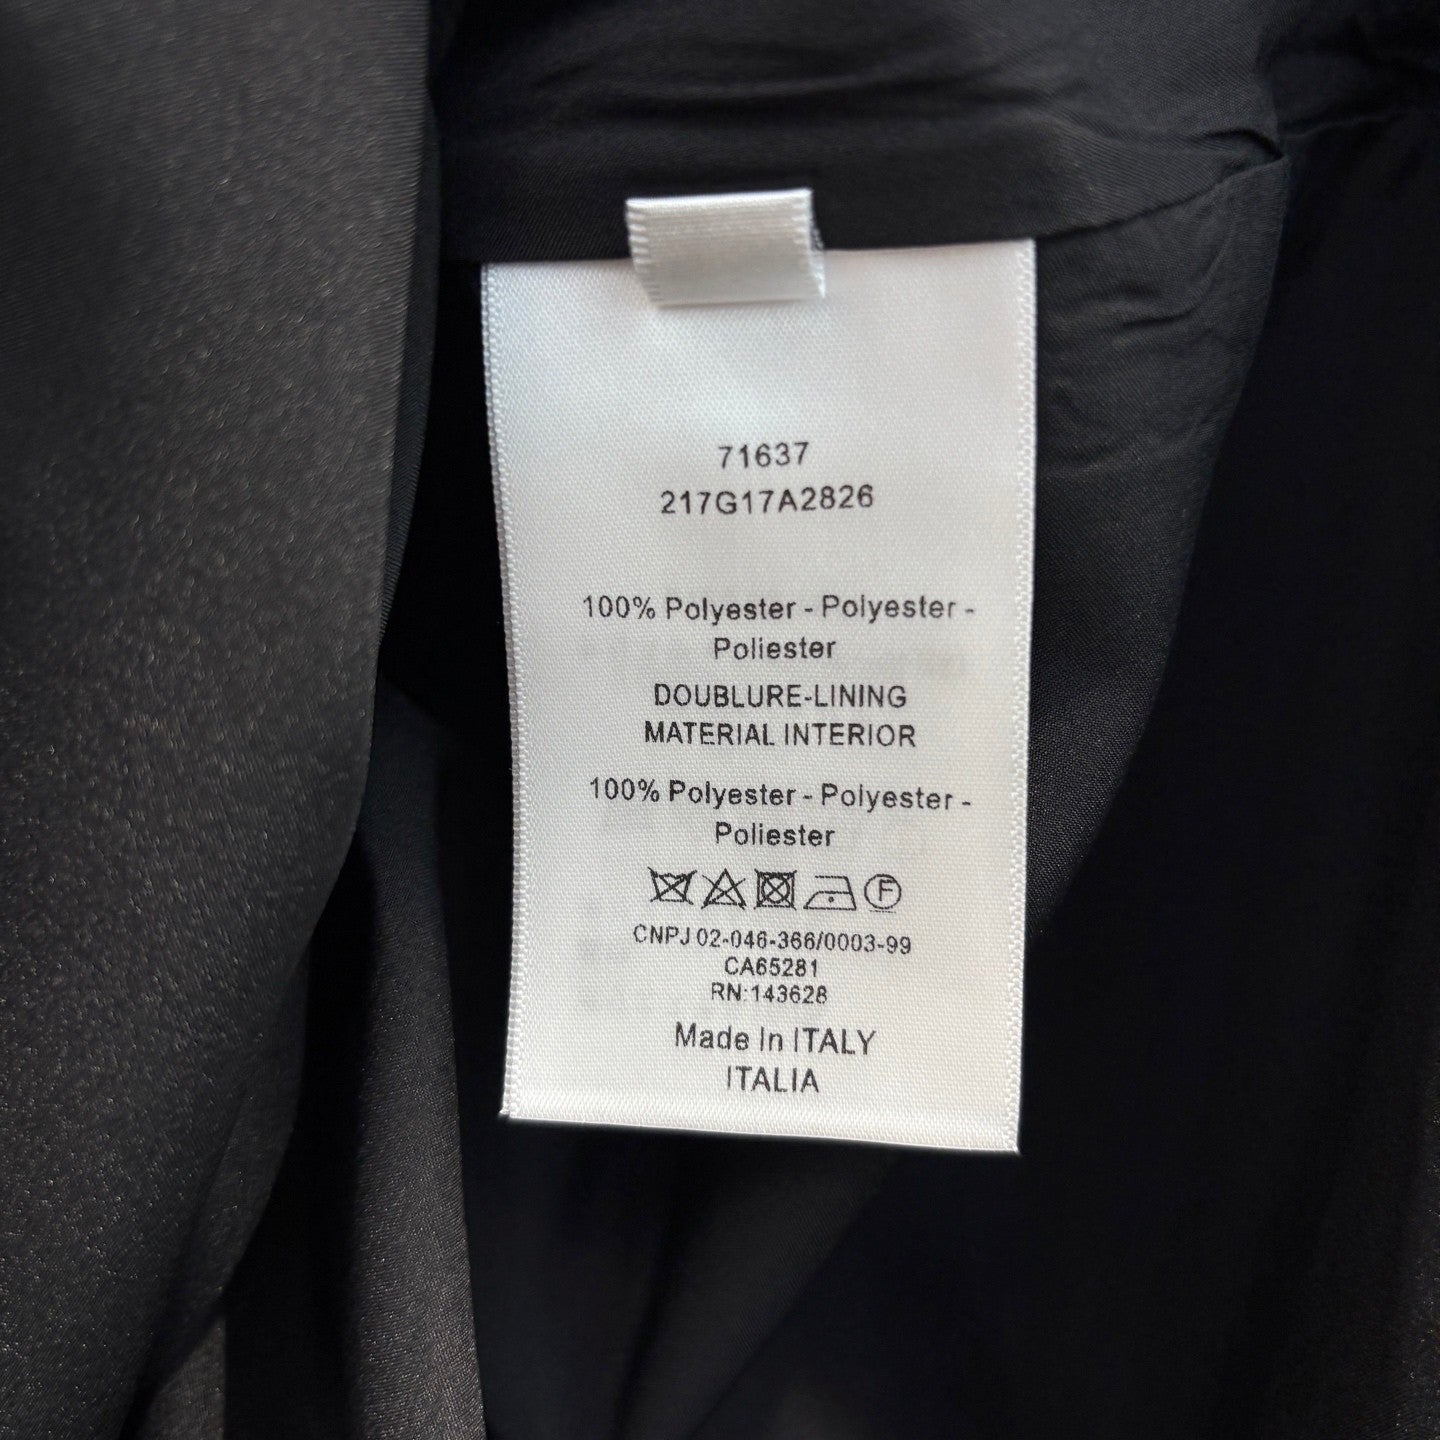 71637
217G17A2826
100% Polyester - Polyester -
Poliester
DOUBLURE-LINING
MATERIAL INTERIOR
100% Polyester - Polyester -
Poliester
F
CNPJ 02-046-366/0003-99
CA65281
RN:143628
Made In ITALY
ITALIA